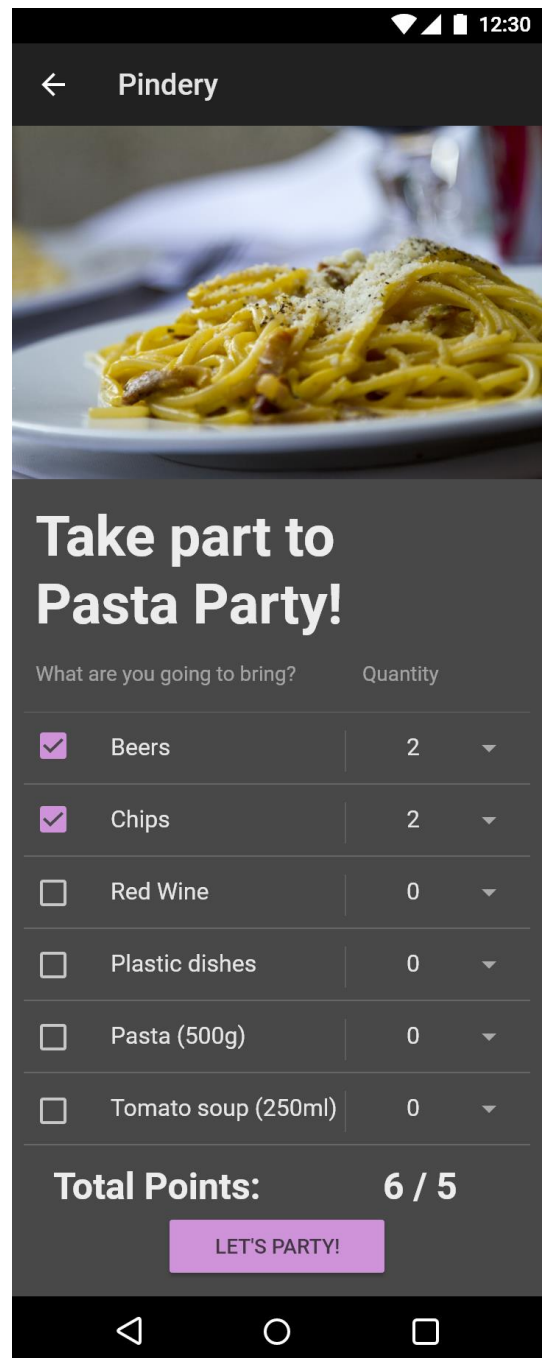 12:30
Pindery
Take part to
Pasta Party!
What are you going to bring? Quantity
Beers 2
Chips 2
Red Wine 0
Plastic dishes 0
Pasta (500g) 0
Tomato soup (250ml) 0
Total Points: 6 / 5
LET'S PARTY!